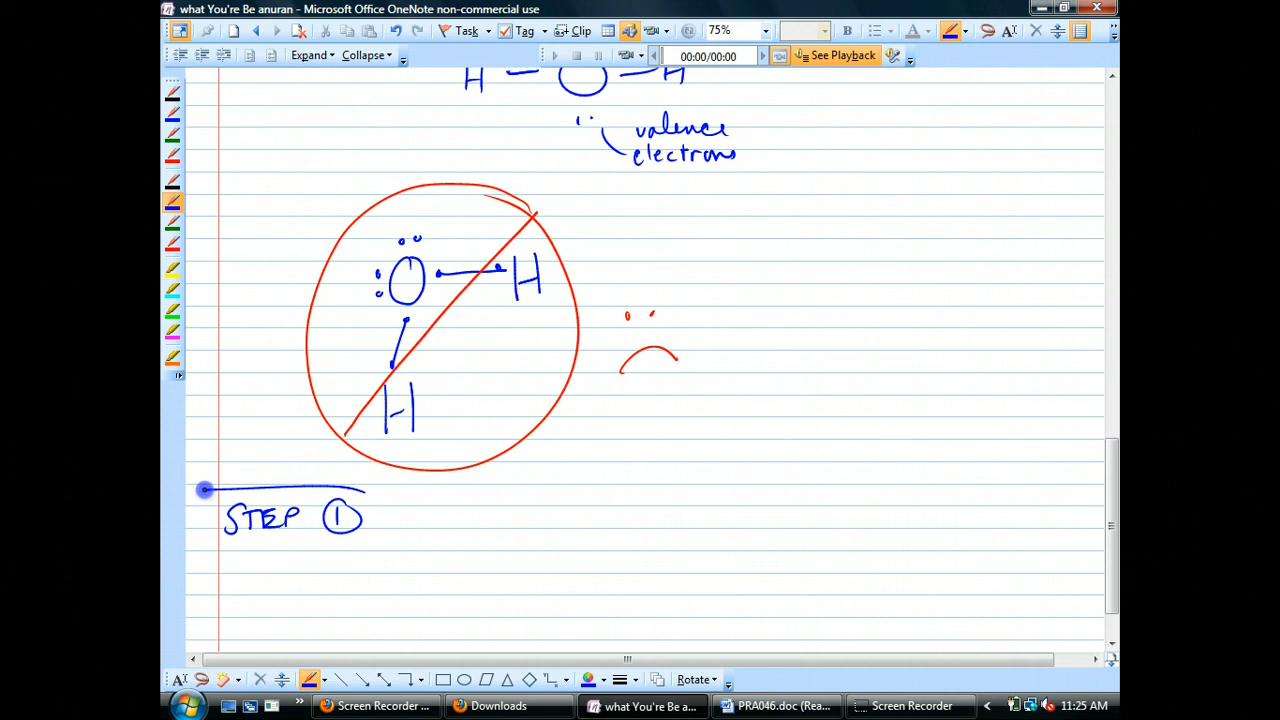 what You're Be anuran - Microsoft Office OneNote non-commercial use
Task Tag Clip 75% B A
Expand Collapse 00:00/00:00 See Playback
H — O — H
valence
electrons
O H
H
STEP ①
Rotate
Screen Recorder ... Downloads what You're Be a... PRA046.doc (Rea... Screen Recorder 11:25 AM